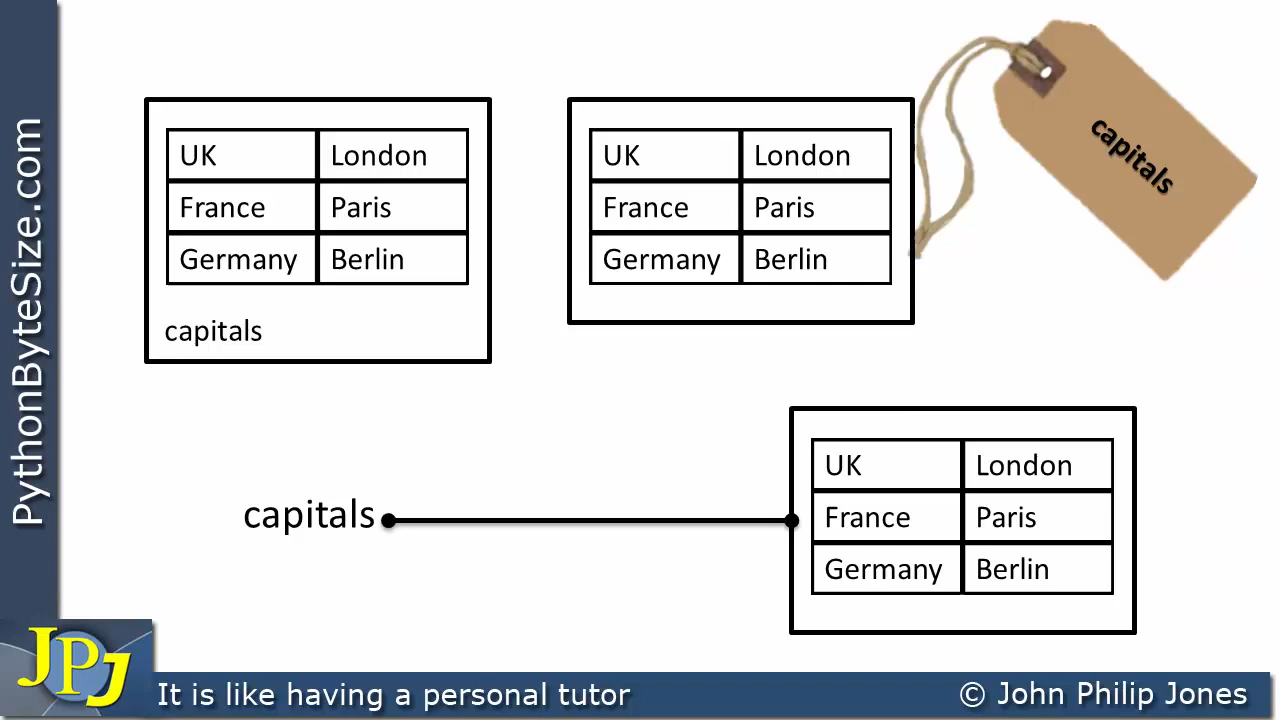 PythonByteSize.com
UK London
France Paris
Germany Berlin
capitals
UK London
France Paris
Germany Berlin
capitals
capitals
UK London
France Paris
Germany Berlin
JPJ
It is like having a personal tutor
© John Philip Jones